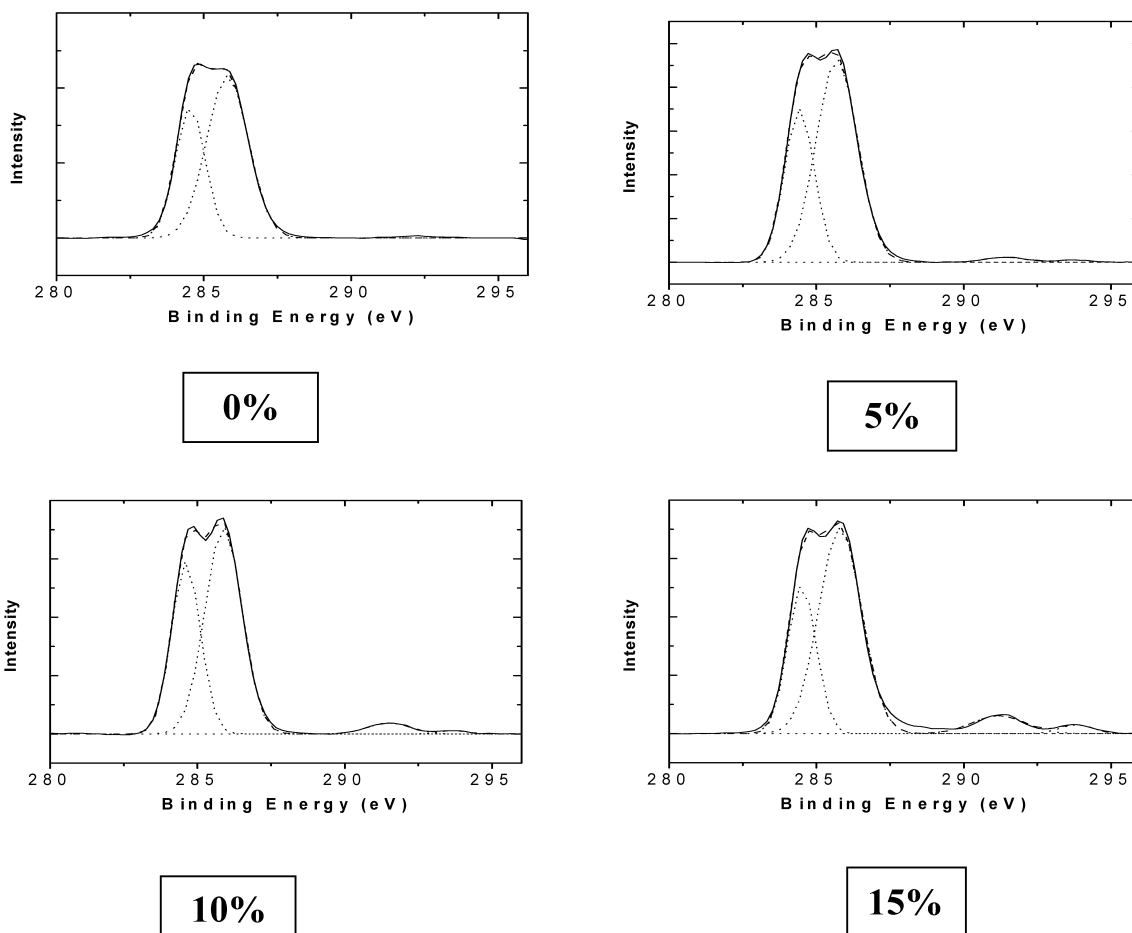 Intensity
280 285 290 295
Binding Energy (eV)
0%
Intensity
280 285 290 295
Binding Energy (eV)
5%
Intensity
280 285 290 295
Binding Energy (eV)
10%
Intensity
280 285 290 295
Binding Energy (eV)
15%